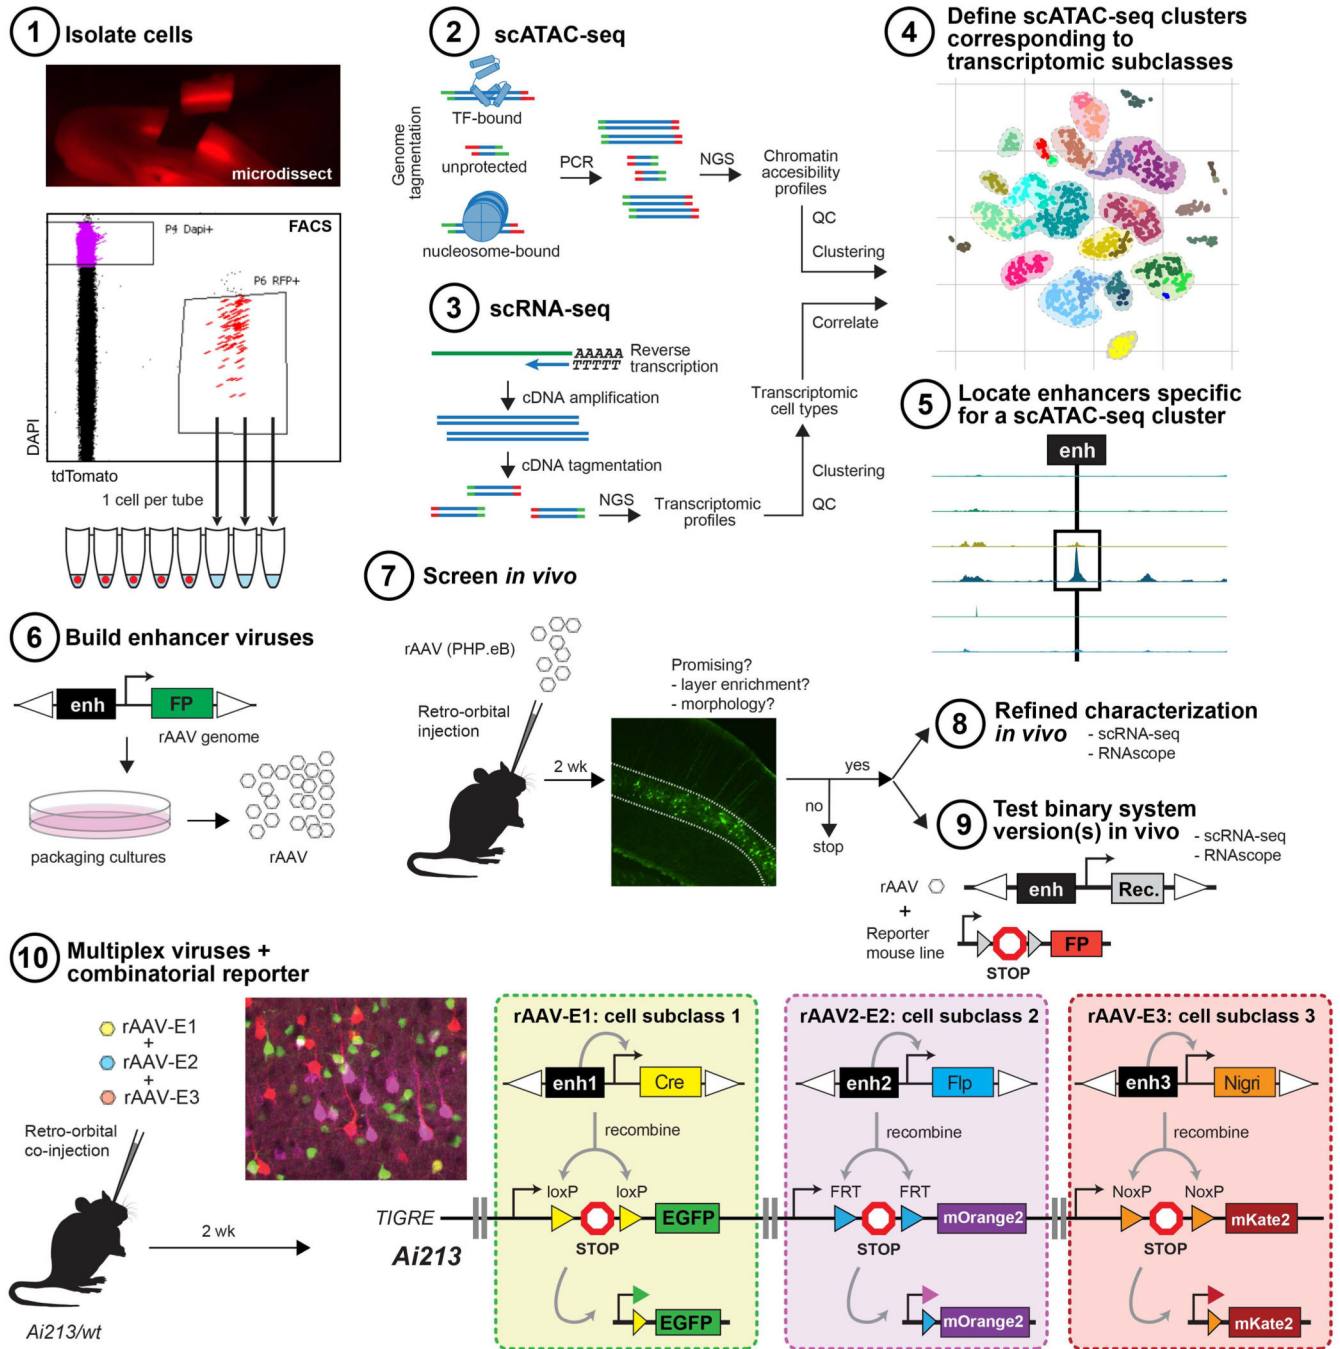 1 Isolate cells
microdissect
FACS
P4 Dapi+
P6 RFP+
DAPI
tdTomato
1 cell per tube
2 scATAC-seq
Genome
tagmentation
TF-bound
unprotected
nucleosome-bound
PCR
NGS
Chromatin
accesibility
profiles
QC
Clustering
3 scRNA-seq
AAAAA
TTTTT
Reverse
transcription
cDNA amplification
cDNA tagmentation
NGS
Transcriptomic
profiles
QC
Clustering
Transcriptomic
cell types
Correlate
4 Define scATAC-seq clusters
corresponding to
transcriptomic subclasses
5 Locate enhancers specific
for a scATAC-seq cluster
enh
6 Build enhancer viruses
enh
FP
rAAV genome
packaging cultures
rAAV
7 Screen in vivo
rAAV (PHP.eB)
Retro-orbital
injection
2 wk
Promising?
- layer enrichment?
- morphology?
yes
no
stop
8 Refined characterization
in vivo
- scRNA-seq
- RNAscope
9 Test binary system
version(s) in vivo
- scRNA-seq
- RNAscope
rAAV
enh
Rec.
+
Reporter
mouse line
STOP
FP
10 Multiplex viruses +
combinatorial reporter
rAAV-E1
+
rAAV-E2
+
rAAV-E3
Retro-orbital
co-injection
2 wk
Ai213/wt
TIGRE
Ai213
rAAV-E1: cell subclass 1
enh1
Cre
recombine
loxP
loxP
STOP
EGFP
EGFP
rAAV2-E2: cell subclass 2
enh2
Flp
recombine
FRT
FRT
STOP
mOrange2
mOrange2
rAAV-E3: cell subclass 3
enh3
Nigri
recombine
NoxP
NoxP
STOP
mKate2
mKate2